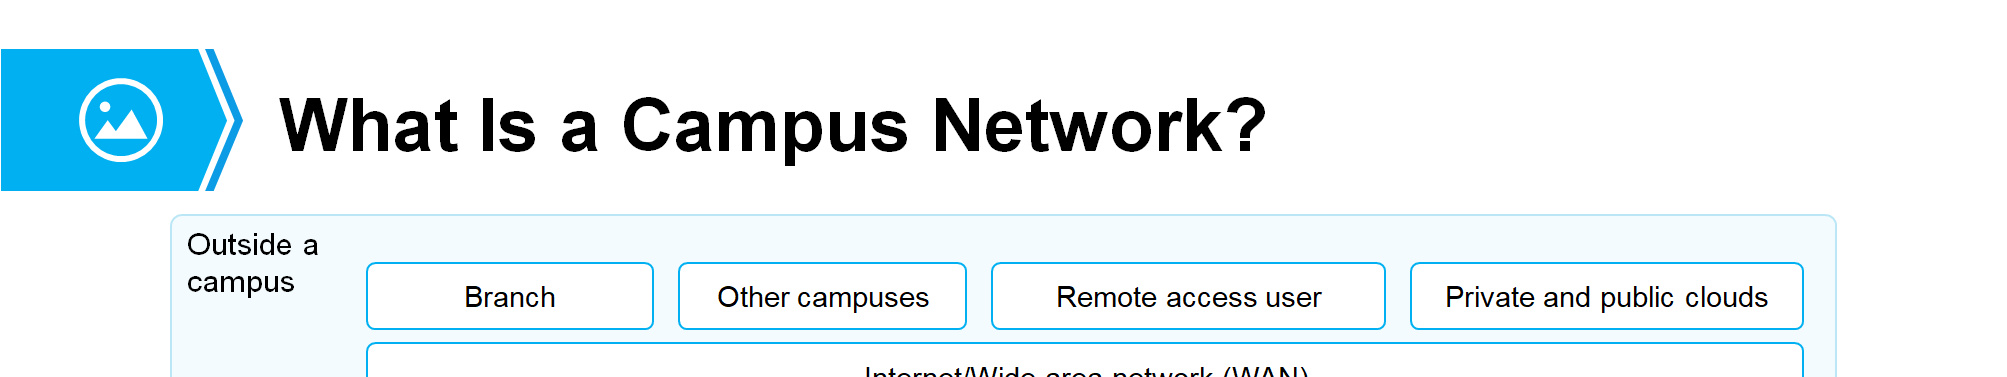 What Is a Campus Network?
Outside a
campus
Branch
Other campuses
Remote access user
Private and public clouds
Internet/Wide area network (WAN)